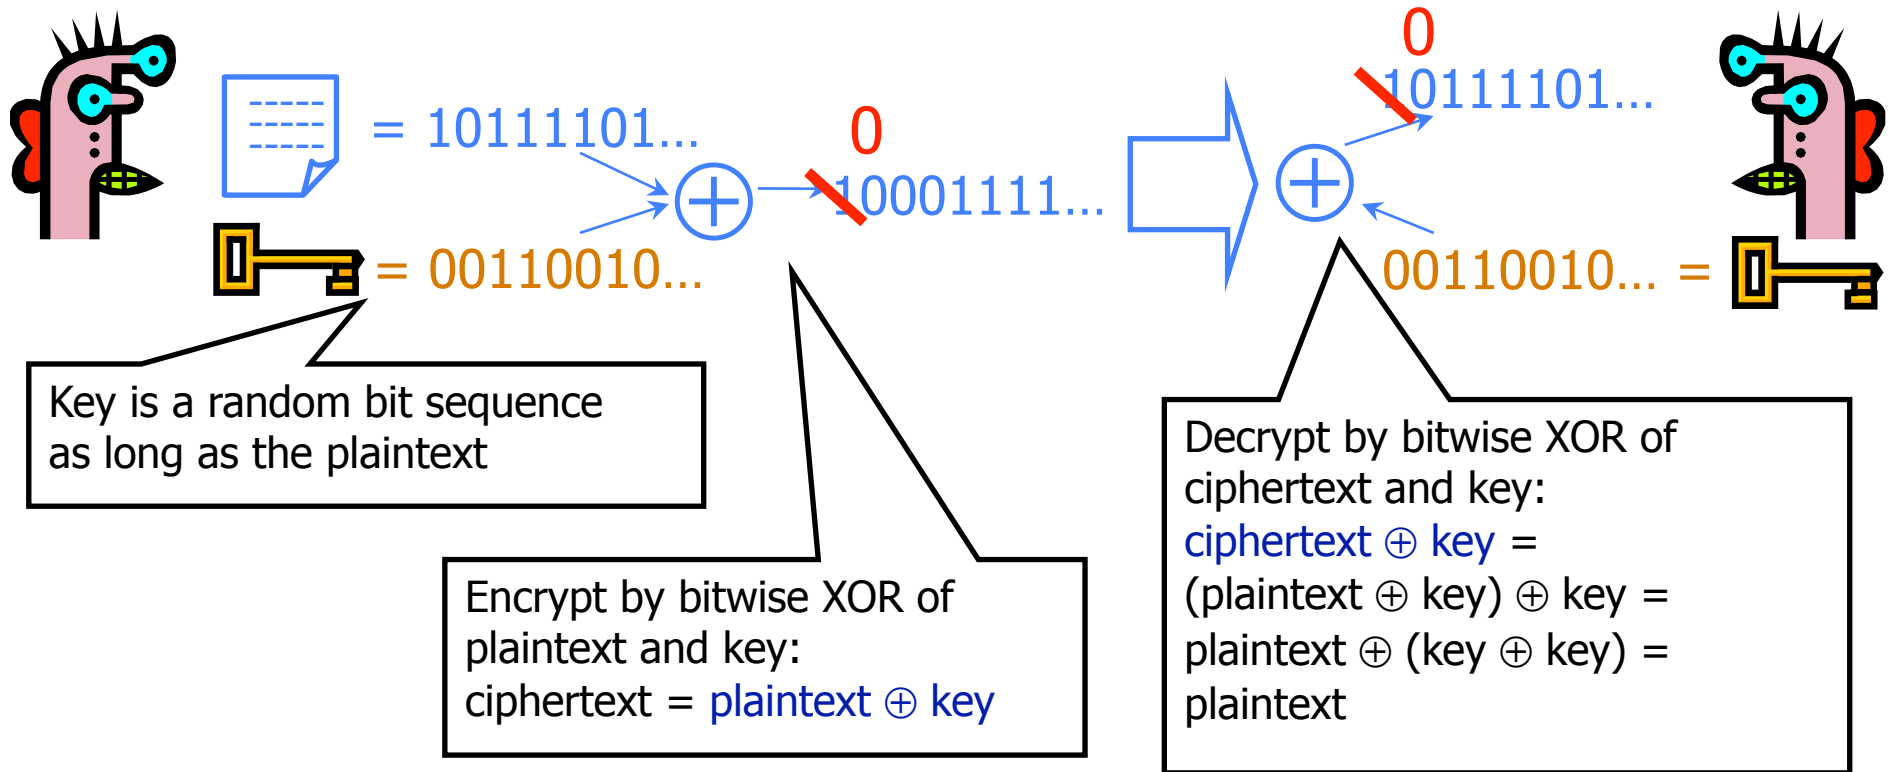 0
10111101...
= 10111101...
0
10001111...
= 00110010...
00110010... =
Key is a random bit sequence
as long as the plaintext
Encrypt by bitwise XOR of
plaintext and key:
ciphertext = plaintext ⊕ key
Decrypt by bitwise XOR of
ciphertext and key:
ciphertext ⊕ key =
(plaintext ⊕ key) ⊕ key =
plaintext ⊕ (key ⊕ key) =
plaintext